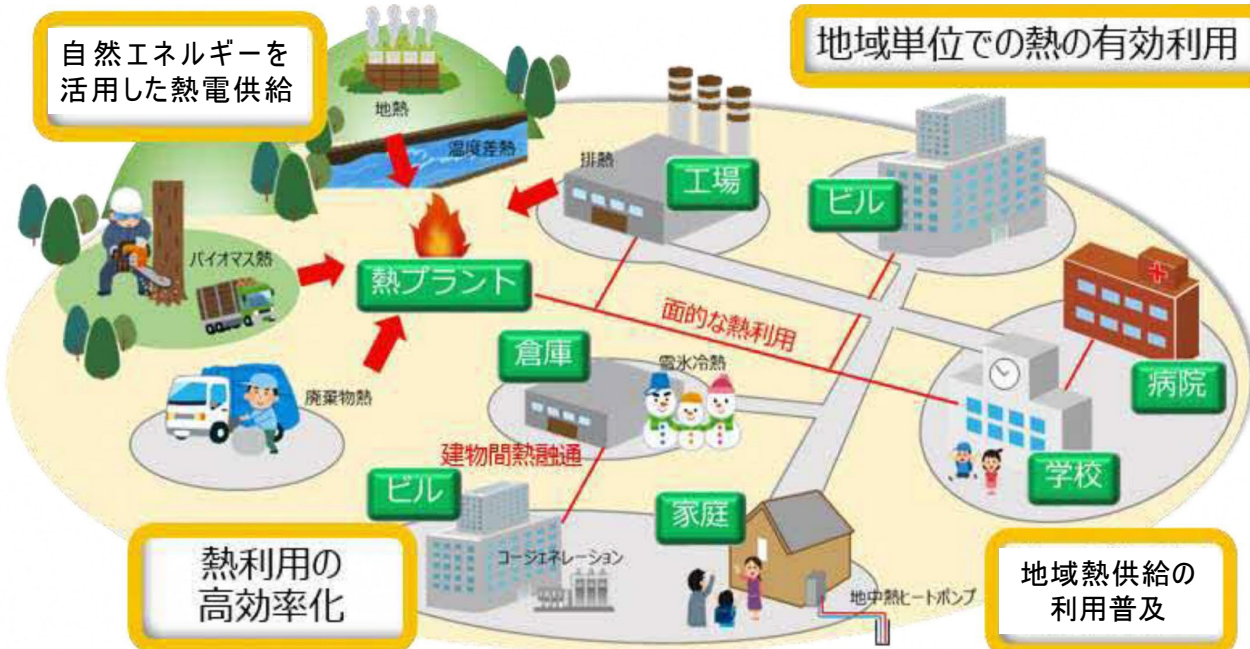 自然エネルギーを
活用した熱電供給
地域単位での熱の有効利用
地熱
温度差熱
排熱
工場
ビル
バイオマス熱
熱プラント
面的な熱利用
倉庫
雪氷冷熱
病院
廃棄物熱
建物間熱融通
学校
ビル
家庭
熱利用の
高効率化
コージェネレーション
地中熱ヒートポンプ
地域熱供給の
利用普及